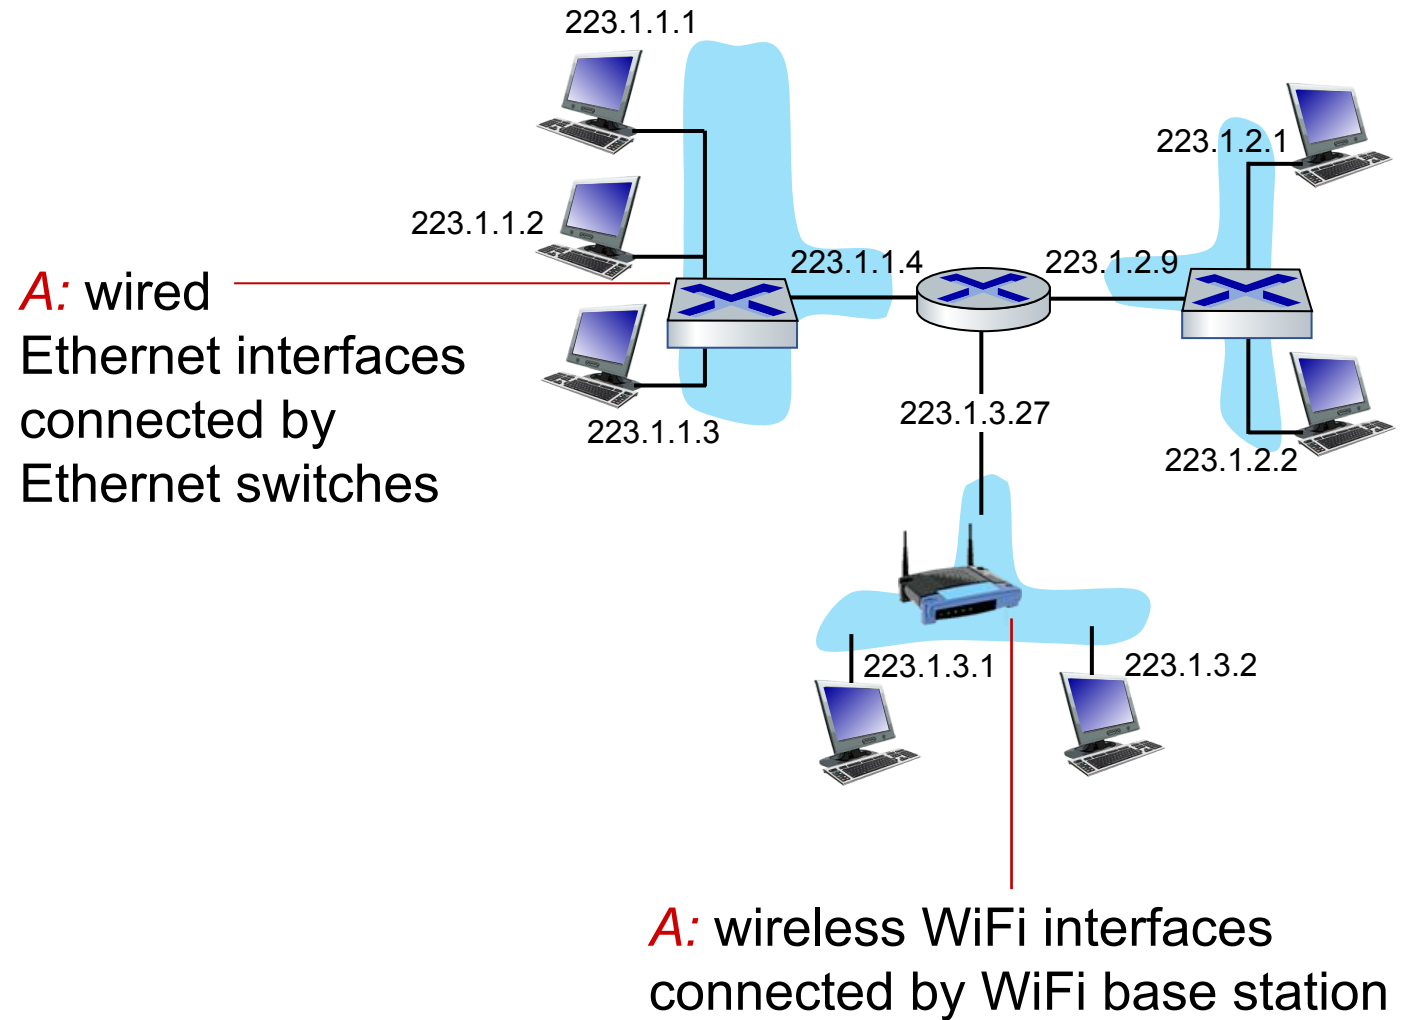 223.1.1.1
223.1.1.2
223.1.1.3
223.1.1.4
223.1.2.9
223.1.2.1
223.1.2.2
223.1.3.27
223.1.3.1
223.1.3.2
A: wired
Ethernet interfaces
connected by
Ethernet switches
A: wireless WiFi interfaces
connected by WiFi base station